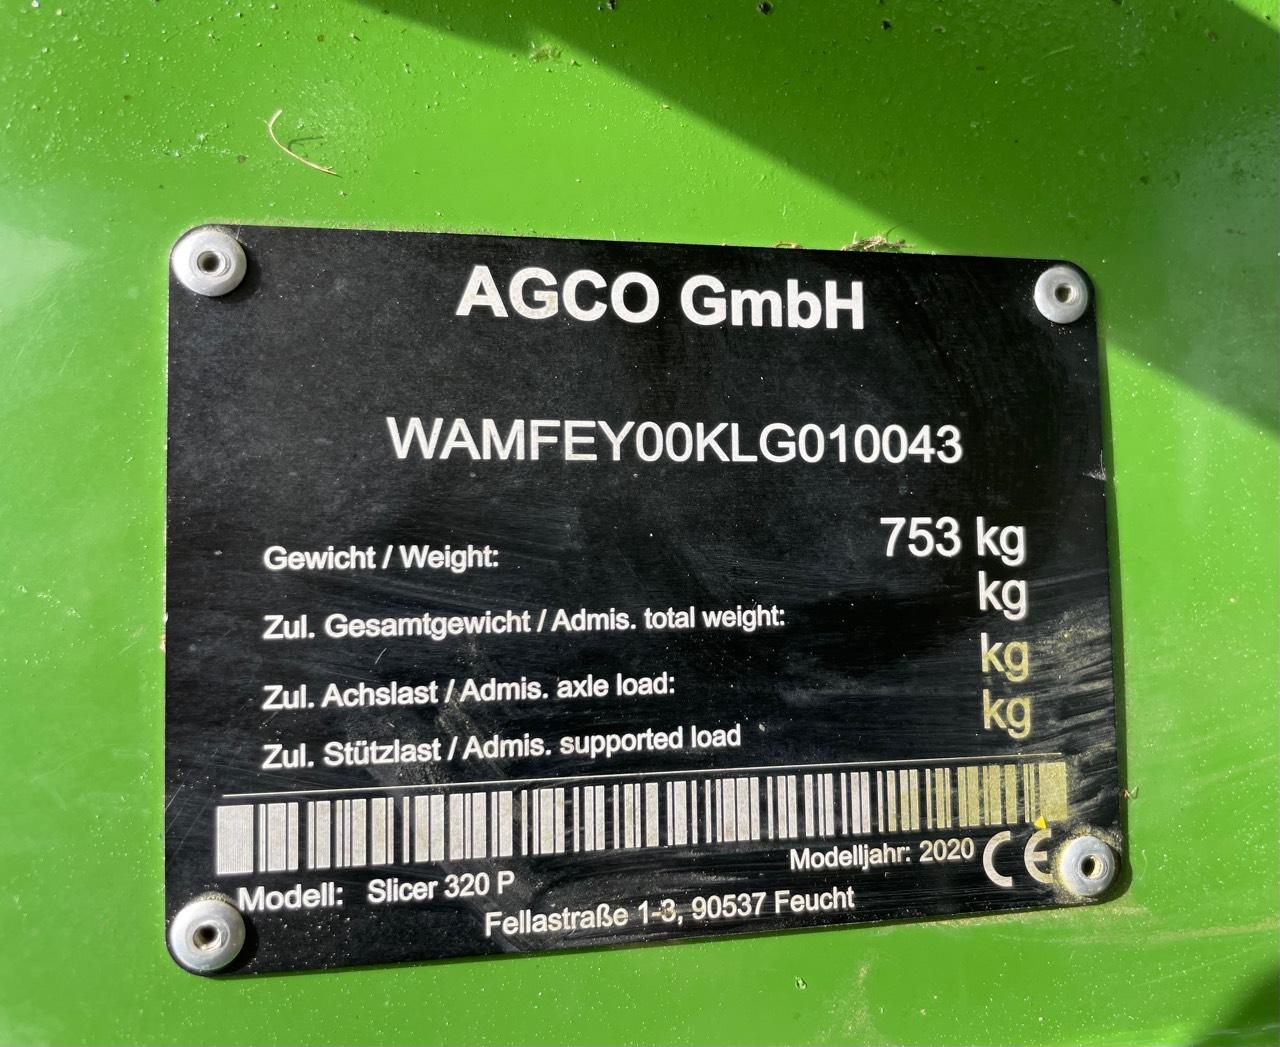 AGCO GmbH
WAMFEY00KLG010043
Gewicht / Weight: 753 kg
Zul. Gesamtgewicht / Admis. total weight: kg
Zul. Achslast / Admis. axle load: kg
Zul. Stützlast / Admis. supported load kg
Modell: Slicer 320 P Modelljahr: 2020 CE
Fellastraße 1-3, 90537 Feucht